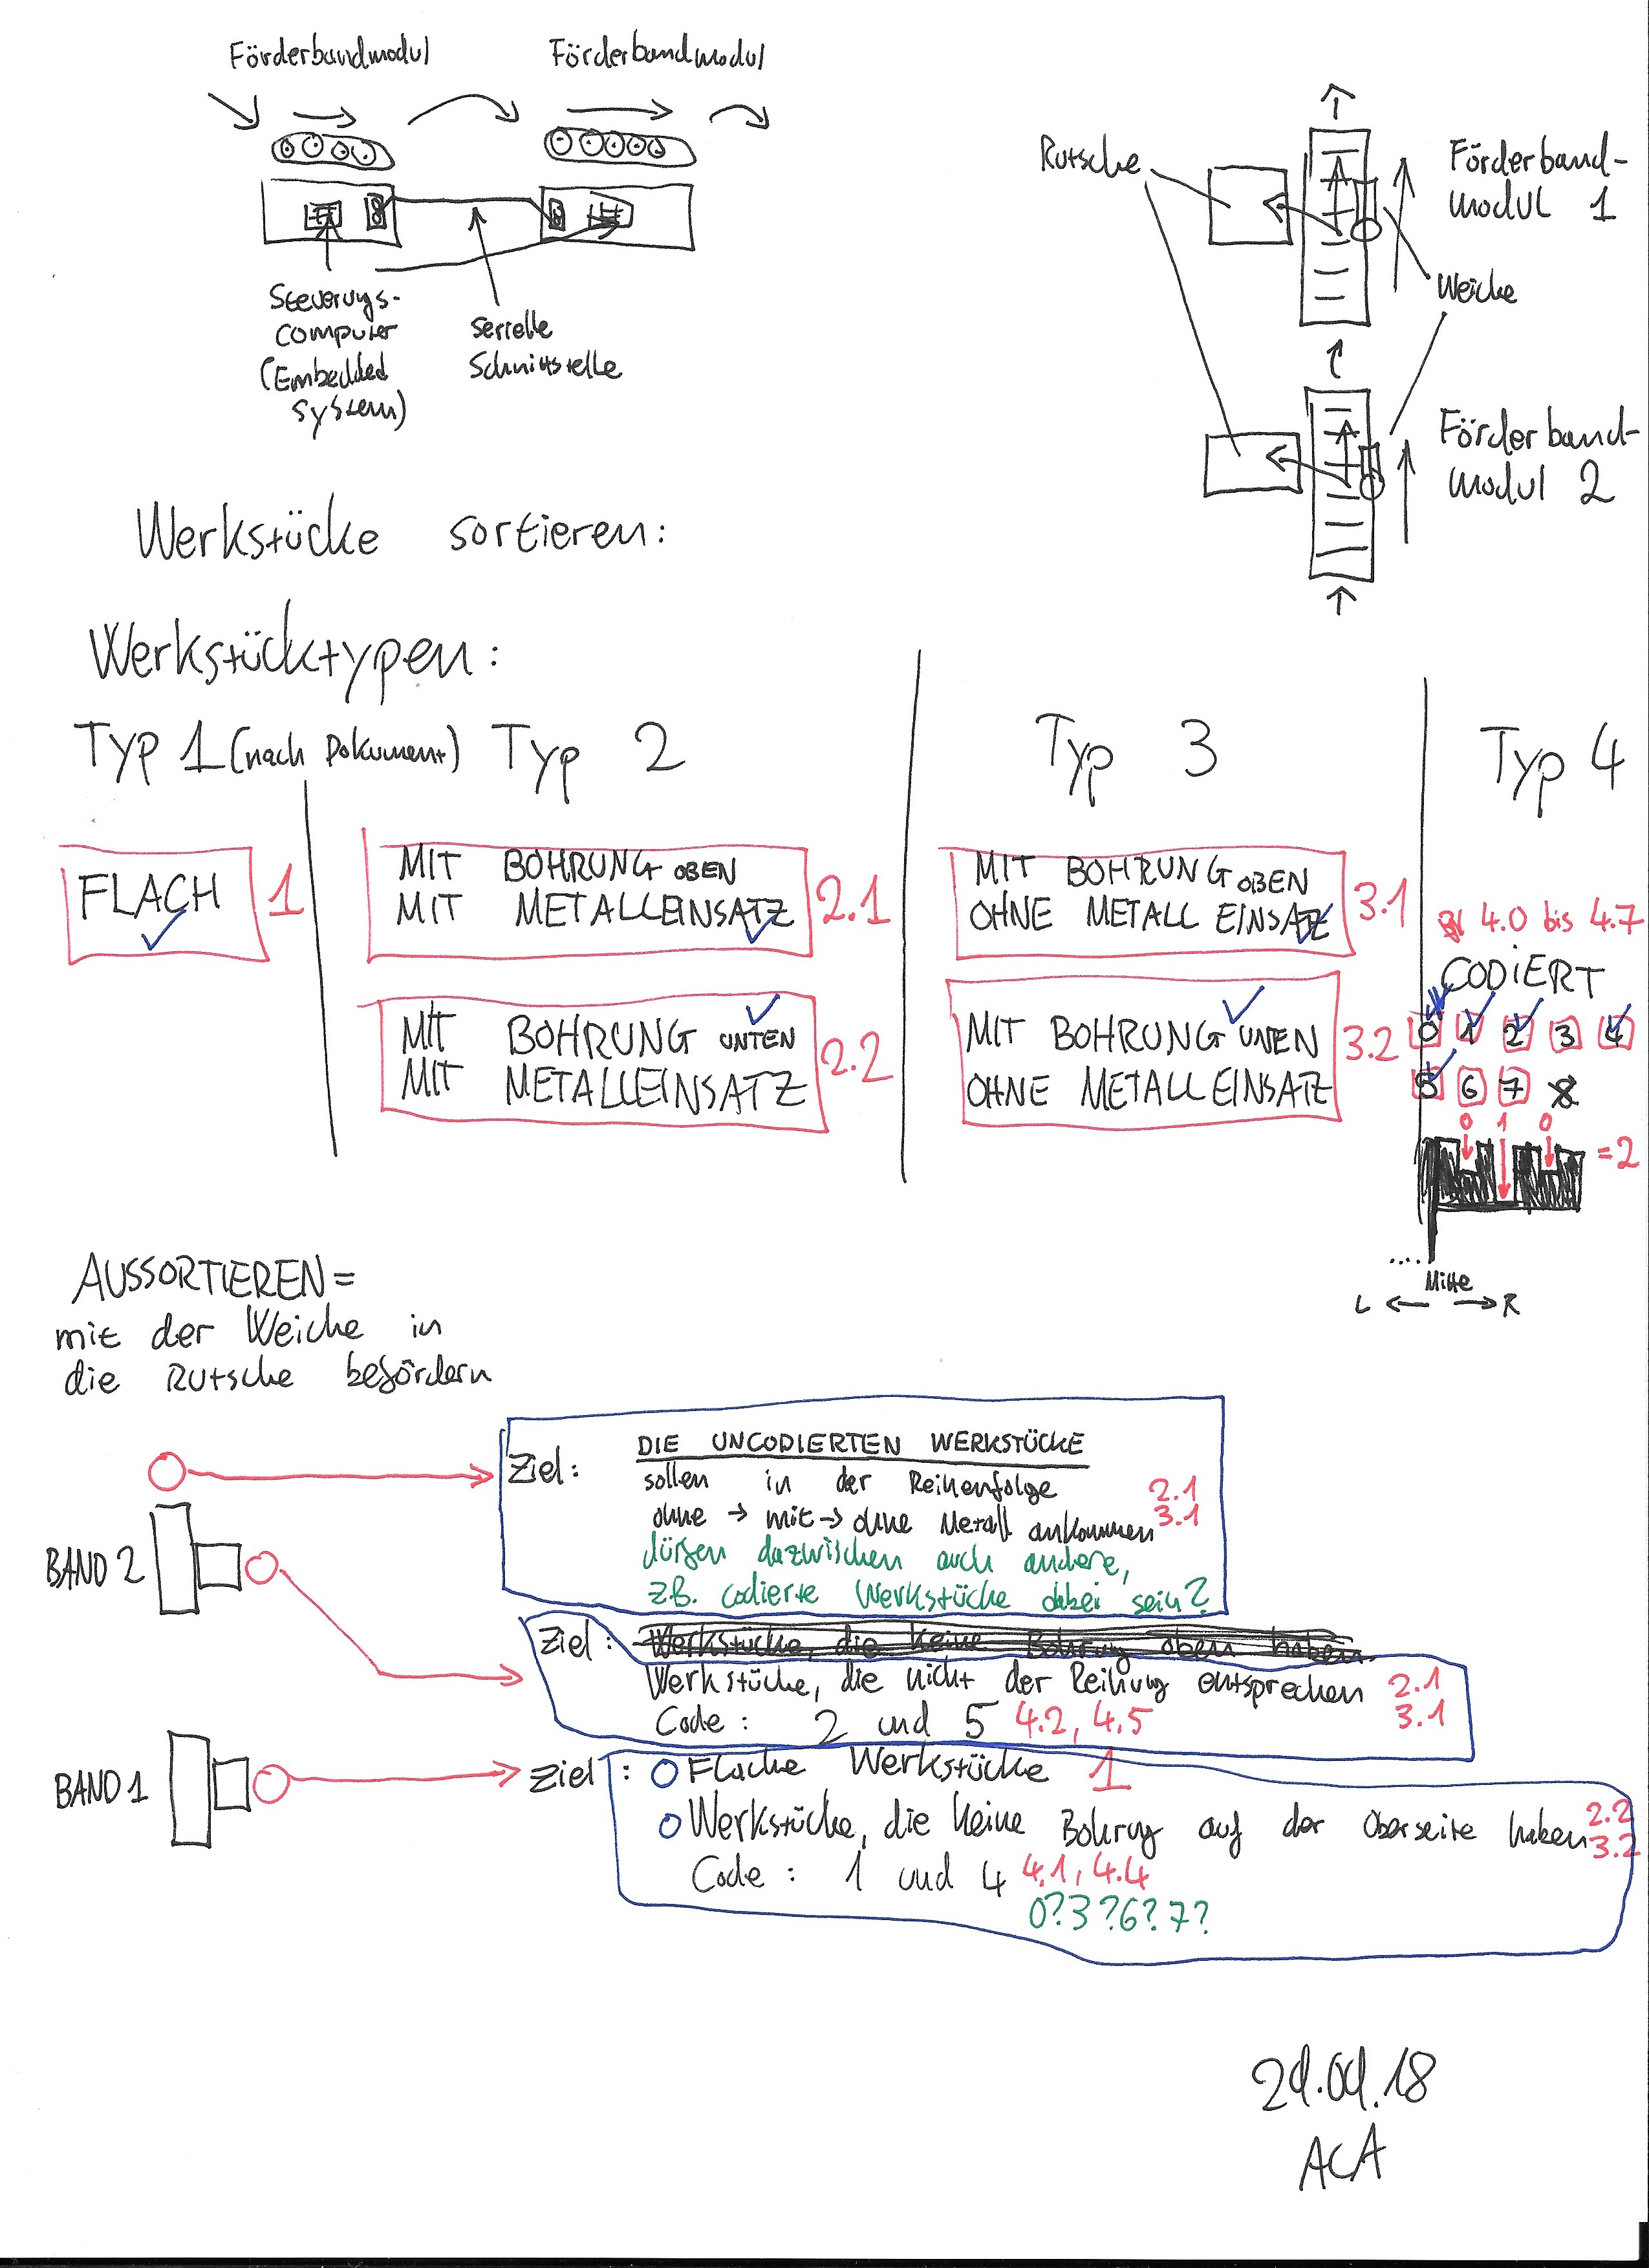 Förderbandmodul
Förderbandmodul
Steuerungs-
computer
(Embedded
system)
serielle
Schnittstelle
Rutsche
Förderband-
modul 1
Weiche
Förderband-
modul 2
Werkstücke sortieren:
Werkstücktypen:
Typ 1 (nach Dokument)
FLACH
1
Typ 2
MIT BOHRUNG OBEN
MIT METALLEINSATZ
2.1
MIT BOHRUNG UNTEN
MIT METALLEINSATZ
2.2
Typ 3
MIT BOHRUNG OBEN
OHNE METALLEINSATZ
3.1
MIT BOHRUNG UNTEN
OHNE METALLEINSATZ
3.2
Typ 4
4.0 bis 4.7
CODIERT
0 1 2 3 4
5 6 7 8
0 1 0
=2
Mitte
L R
AUSSORTIEREN =
mit der Weiche in
die Rutsche befördern
Ziel: DIE UNCODIERTEN WERKSTÜCKE
sollen in der Reihenfolge 2.1
ohne → mit → ohne Metall ankommen 3.1
dürfen dazwischen auch andere,
z.B. codierte Werkstücke dabei sein?
BAND 2
Ziel: Werkstücke, die keine Bohrung oben haben.
Werkstücke, die nicht der Reihung entsprechen 2.1
3.1
Code: 2 und 5 4.2, 4.5
BAND 1
Ziel: Flache Werkstücke 1
Werkstücke, die keine Bohrung auf der Oberseite haben 2.2
3.2
Code: 1 und 4 4.1, 4.4
0? 3? 6? 7?
ACA